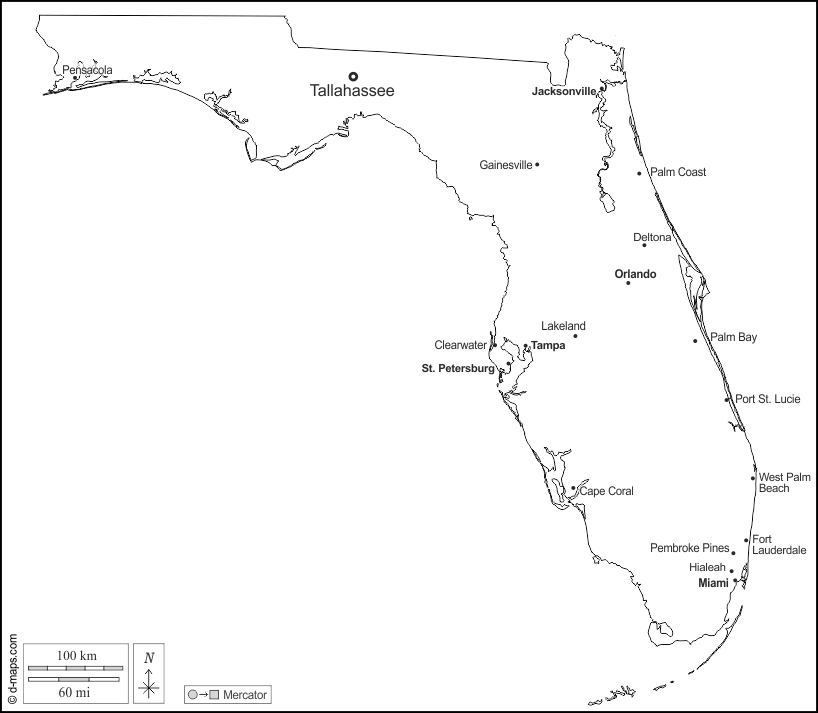 Pensacola
Tallahassee
Jacksonville
Gainesville
Palm Coast
Deltona
Orlando
Lakeland
Clearwater
Tampa
Palm Bay
St. Petersburg
Port St. Lucie
West Palm
Beach
Cape Coral
Fort
Lauderdale
Pembroke Pines
Hialeah
Miami
© d-maps.com
100 km
60 mi
N
Mercator